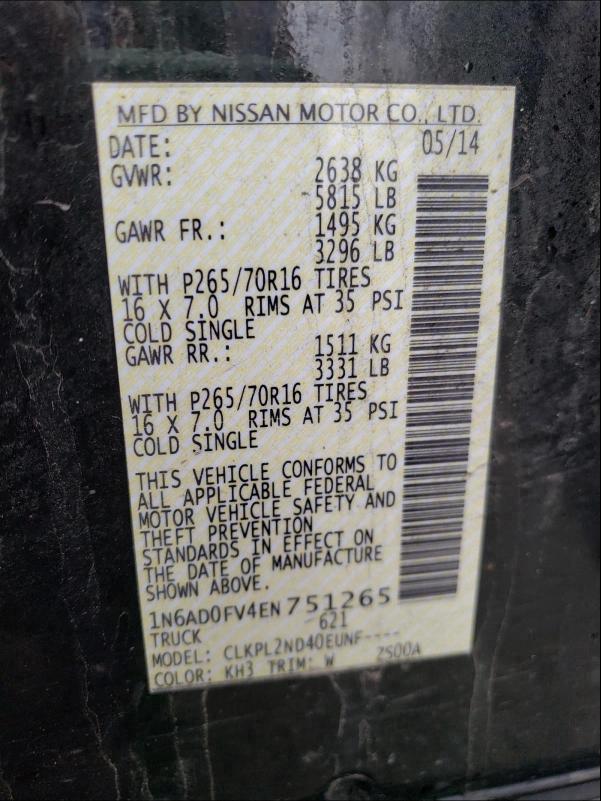 MFD BY NISSAN MOTOR CO., LTD.
DATE: 05/14
GVWR: 2638 KG
5815 LB
GAWR FR.: 1495 KG
3296 LB
WITH P265/70R16 TIRES
16 X 7.0 RIMS AT 35 PSI
COLD SINGLE
GAWR RR.: 1511 KG
3331 LB
WITH P265/70R16 TIRES
16 X 7.0 RIMS AT 35 PSI
COLD SINGLE
THIS VEHICLE CONFORMS TO
ALL APPLICABLE FEDERAL
MOTOR VEHICLE SAFETY AND
THEFT PREVENTION
STANDARDS IN EFFECT ON
THE DATE OF MANUFACTURE
SHOWN ABOVE.
1N6AD0FV4EN751265
TRUCK 621
MODEL: CLKPL2ND40EUNF----
COLOR: KH3 TRIM: W ZS00A